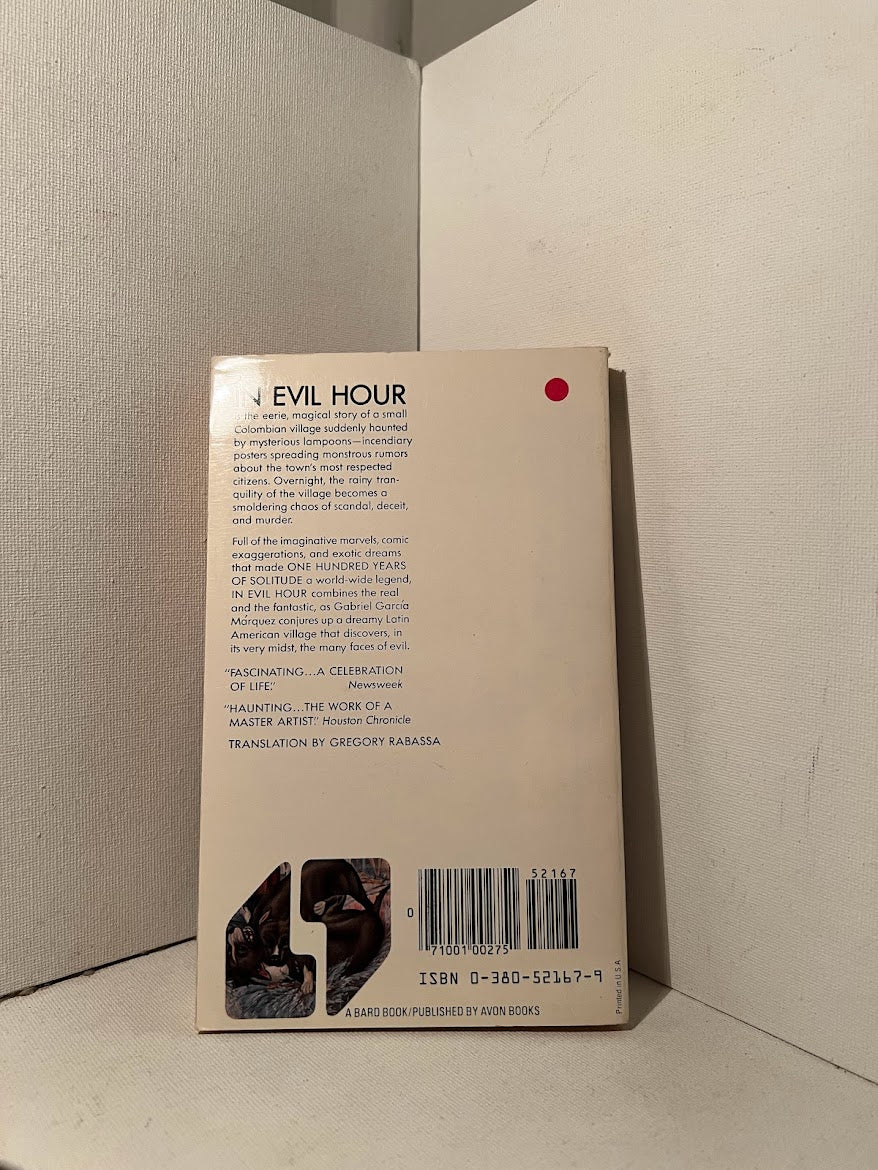 IN EVIL HOUR
is the eerie, magical story of a small
Colombian village suddenly haunted
by mysterious lampoons—incendiary
posters spreading monstrous rumors
about the town's most respected
citizens. Overnight, the rainy tran-
quility of the village becomes a
smoldering chaos of scandal, deceit,
and murder.
Full of the imaginative marvels, comic
exaggerations, and exotic dreams
that made ONE HUNDRED YEARS
OF SOLITUDE a world-wide legend,
IN EVIL HOUR combines the real
and the fantastic, as Gabriel García
Márquez conjures up a dreamy Latin
American village that discovers, in
its very midst, the many faces of evil.
"FASCINATING...A CELEBRATION
OF LIFE." Newsweek
"HAUNTING...THE WORK OF A
MASTER ARTIST." Houston Chronicle
TRANSLATION BY GREGORY RABASSA
52167
0
71001 00275
ISBN 0-380-52167-9
A BARD BOOK/PUBLISHED BY AVON BOOKS
Printed in U.S.A